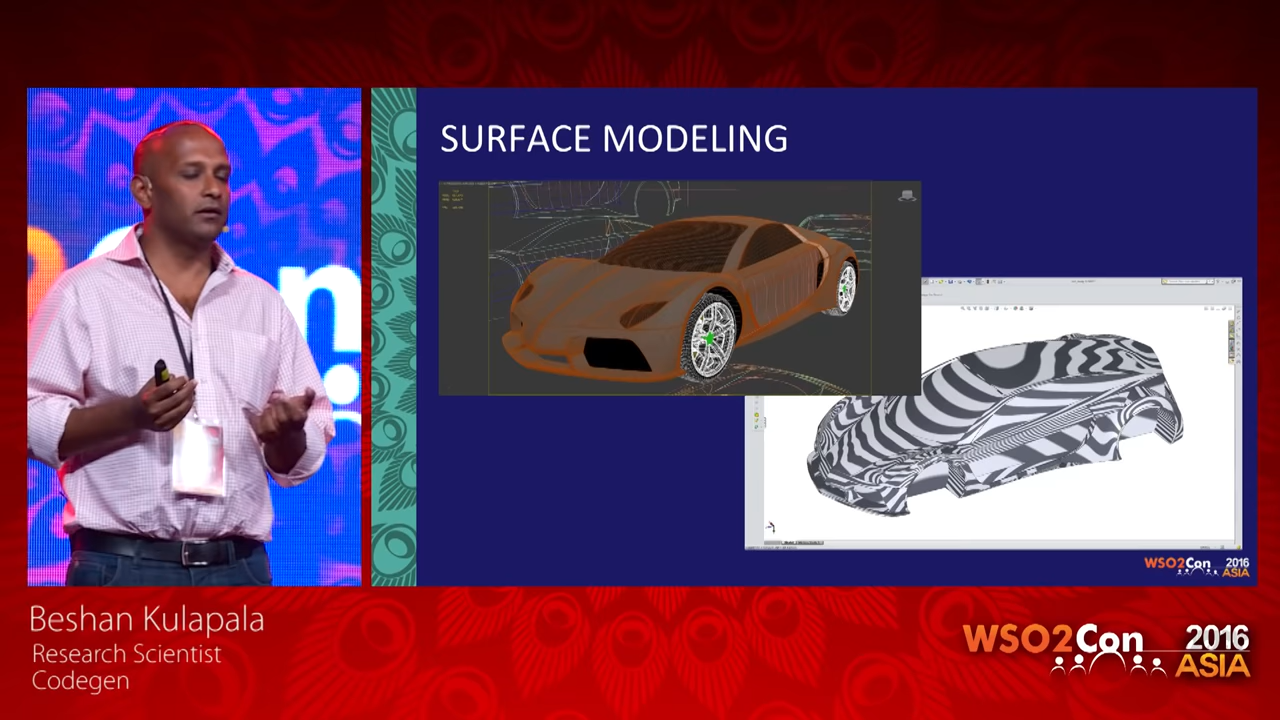 SURFACE MODELING
WSO2Con 2016
ASIA
Beshan Kulapala
Research Scientist
Codegen
WSO2Con 2016
ASIA
n